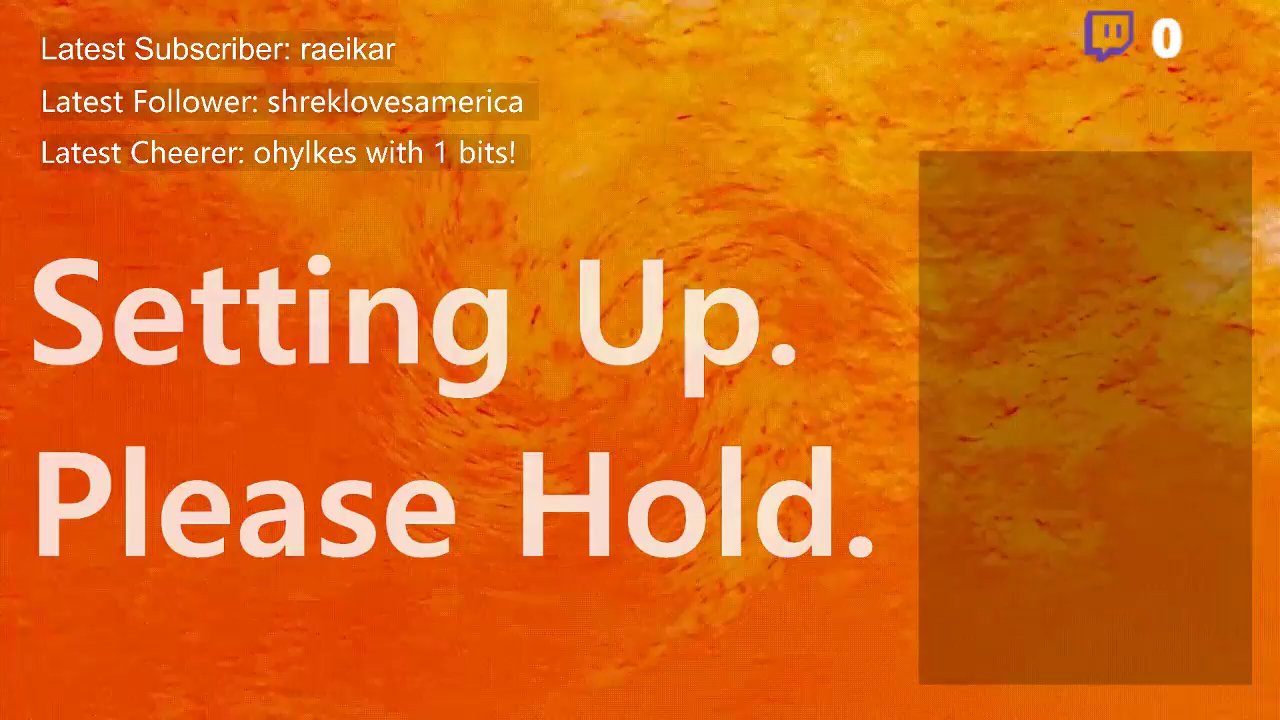 Latest Subscriber: raeikar
0
Latest Follower: shreklovesamerica
Latest Cheerer: ohylkes with 1 bits!
Setting Up.
Please Hold.